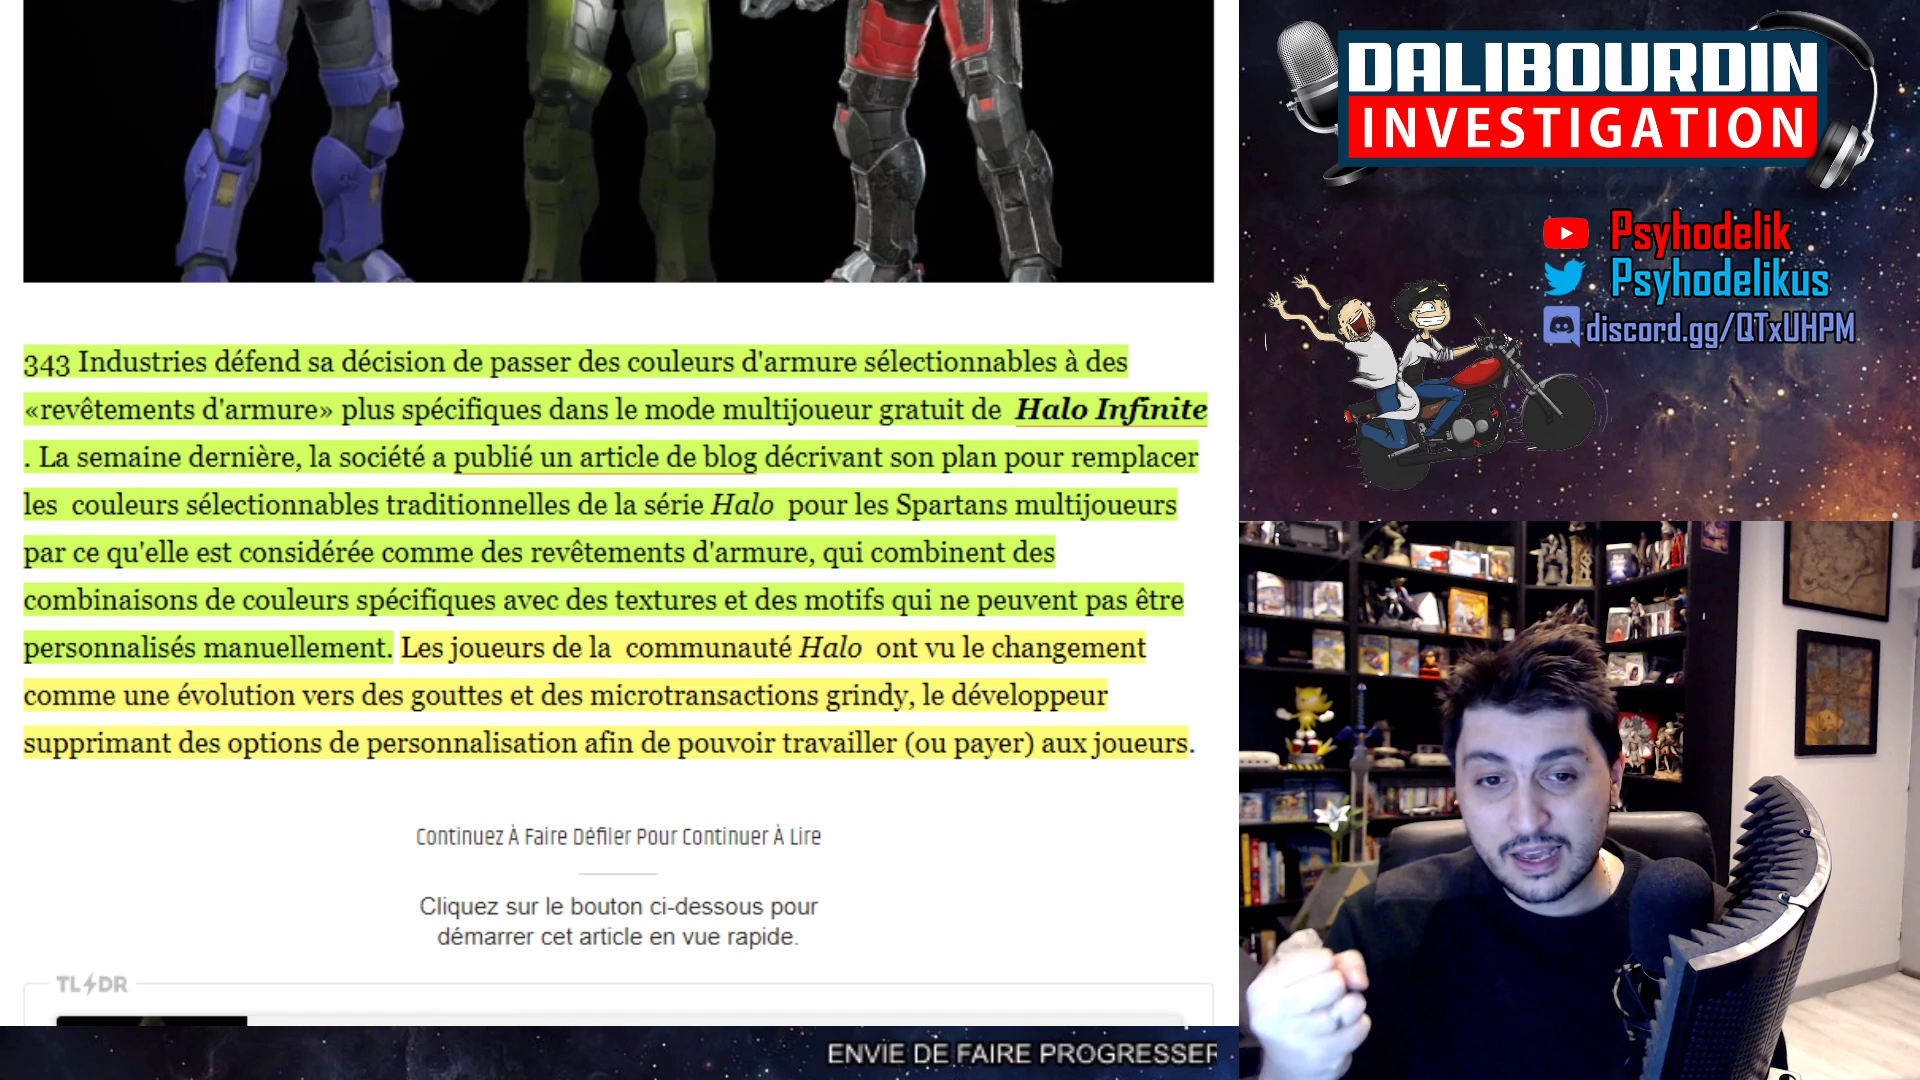 343 Industries défend sa décision de passer des couleurs d'armure sélectionnables à des
«revêtements d'armure» plus spécifiques dans le mode multijoueur gratuit de Halo Infinite
. La semaine dernière, la société a publié un article de blog décrivant son plan pour remplacer
les couleurs sélectionnables traditionnelles de la série Halo pour les Spartans multijoueurs
par ce qu'elle est considérée comme des revêtements d'armure, qui combinent des
combinaisons de couleurs spécifiques avec des textures et des motifs qui ne peuvent pas être
personnalisés manuellement. Les joueurs de la communauté Halo ont vu le changement
comme une évolution vers des gouttes et des microtransactions grindy, le développeur
supprimant des options de personnalisation afin de pouvoir travailler (ou payer) aux joueurs.
Continuez À Faire Défiler Pour Continuer À Lire
Cliquez sur le bouton ci-dessous pour
démarrer cet article en vue rapide.
TLDR
ENVIE DE FAIRE PROGRESSER
DALIBOURDIN
INVESTIGATION
Psyhodelik
Psyhodelikus
discord.gg/QTxUHPM